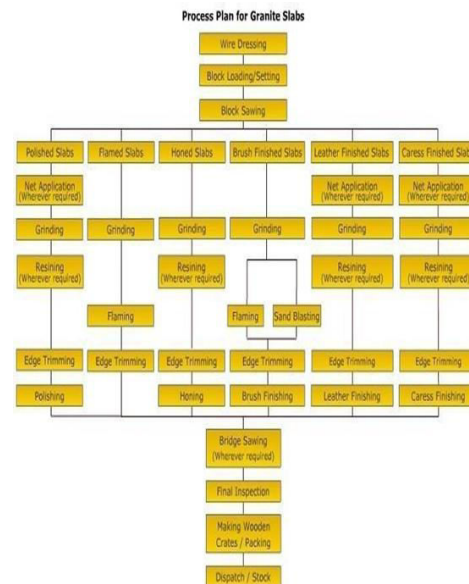 Process Plan for Granite Slabs
Wire Dressing
Block Loading/Setting
Block Sawing
Polished Slabs
Flamed Slabs
Honed Slabs
Brush Finished Slabs
Leather Finished Slabs
Caress Finished Slab
Net Application
(Wherever required)
Net Application
(Wherever required)
Net Application
(Wherever required)
Grinding
Grinding
Grinding
Grinding
Grinding
Grinding
Resining
(Wherever required)
Resining
(Wherever required)
Resining
(Wherever required)
Resining
(Wherever required)
Flaming
Flaming
Sand Blasting
Edge Trimming
Edge Trimming
Edge Trimming
Edge Trimming
Edge Trimming
Edge Trimming
Polishing
Honing
Brush Finishing
Leather Finishing
Caress Finishing
Bridge Sawing
(Wherever required)
Final Inspection
Making Wooden
Crates / Packing
Dispatch / Stock